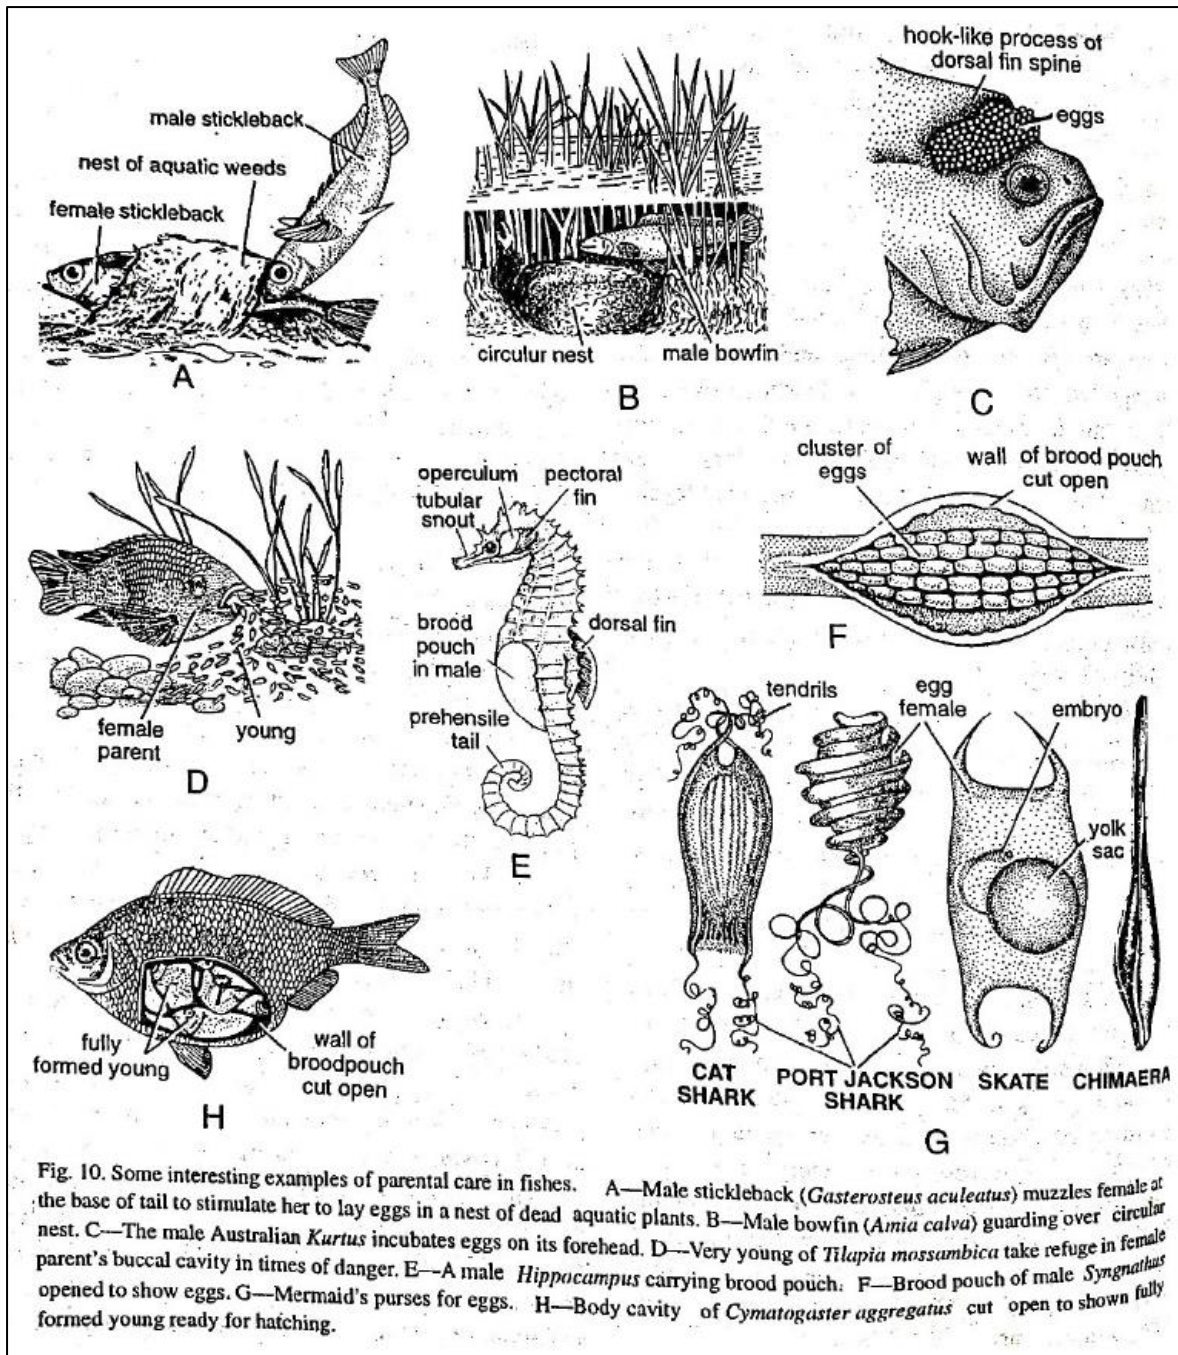 male stickleback
nest of aquatic weeds
female stickleback
A
circulur nest
male bowfin
B
hook-like process of
dorsal fin spine
eggs
C
female
parent
young
D
operculum
pectoral
fin
tubular
snout
brood
pouch
in male
dorsal fin
prehensile
tail
E
cluster of
eggs
wall of brood pouch
cut open
F
tendrils
egg
female
embryo
yolk
sac
CAT
SHARK
PORT JACKSON
SHARK
SKATE
CHIMAERA
G
fully
formed young
wall of
broodpouch
cut open
H
Fig. 10. Some interesting examples of parental care in fishes. A—Male stickleback (Gasterosteus aculeatus) muzzles female at
the base of tail to stimulate her to lay eggs in a nest of dead aquatic plants. B—Male bowfin (Amia calva) guarding over circular
nest. C—The male Australian Kurtus incubates eggs on its forehead. D—Very young of Tilapia mossambica take refuge in female
parent's buccal cavity in times of danger. E—A male Hippocampus carrying brood pouch. F—Brood pouch of male Syngnathus
opened to show eggs. G—Mermaid's purses for eggs. H—Body cavity of Cymatogaster aggregatus cut open to shown fully
formed young ready for hatching.